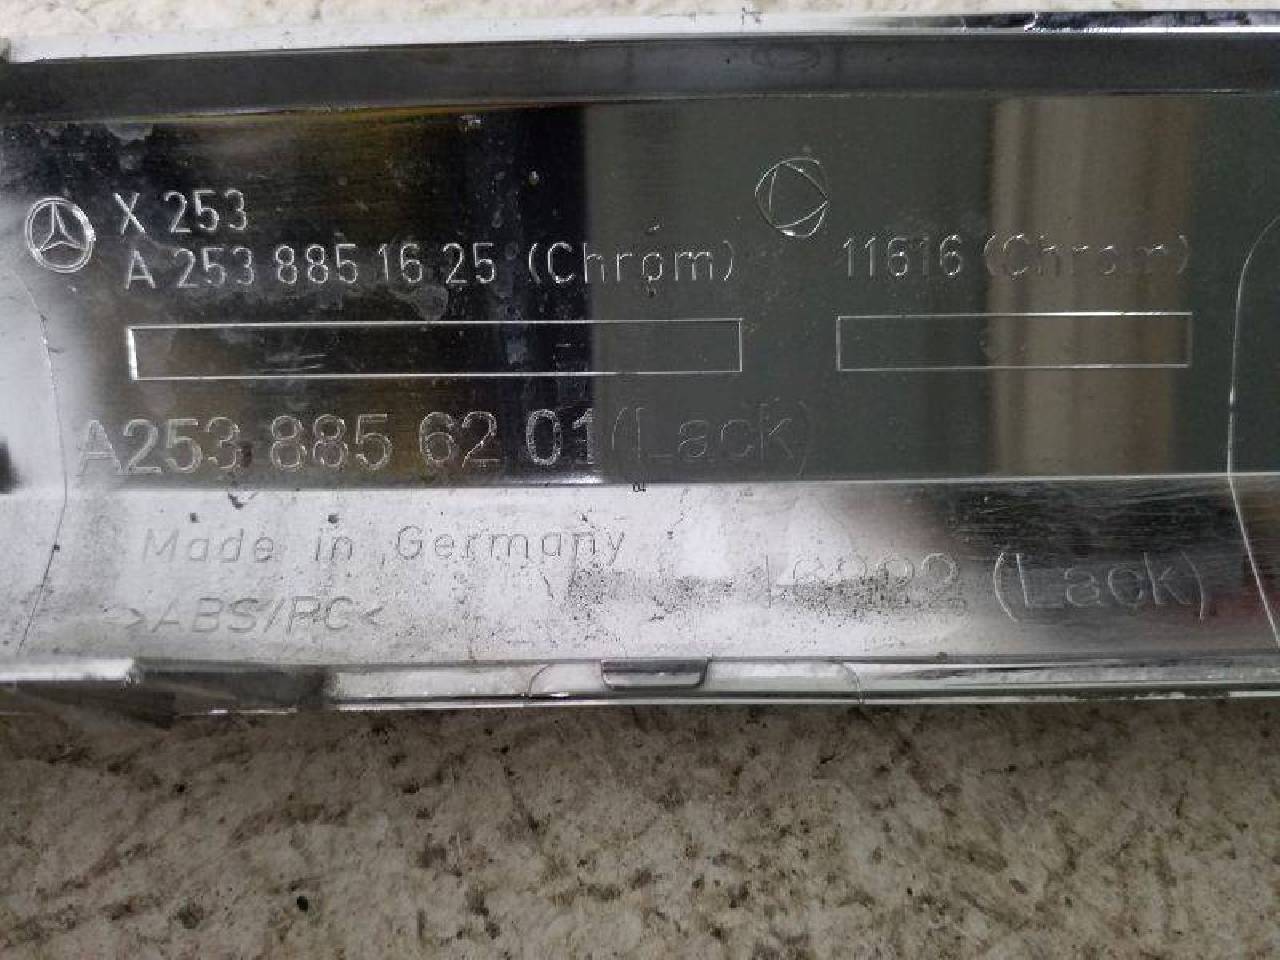 X 253
A 253 885 16 25 (Chrom)
11616 (Chrom)
A253 885 62 01 (Lack)
Made in Germany
(Lack)
>ABS/PC<